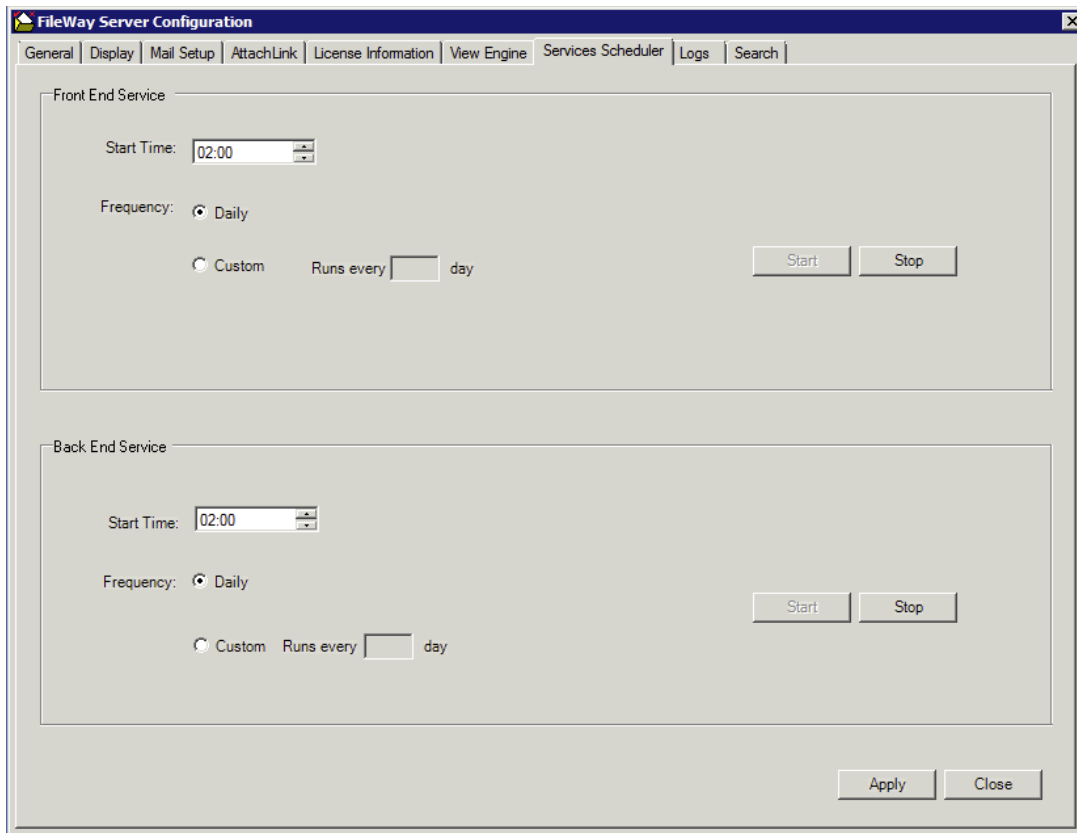 FileWay Server Configuration
General Display Mail Setup AttachLink License Information View Engine Services Scheduler Logs Search
Front End Service
Start Time: 02:00
Frequency: Daily
Custom Runs every day
Start Stop
Back End Service
Start Time: 02:00
Frequency: Daily
Start Stop
Custom Runs every day
Apply Close